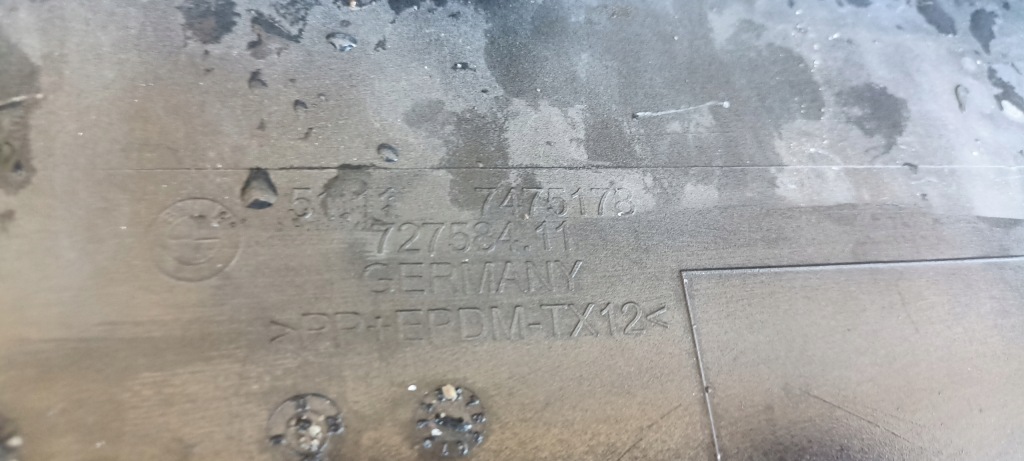 7475178
727584.11
GERMANY
>PP+EPDM-TX12<